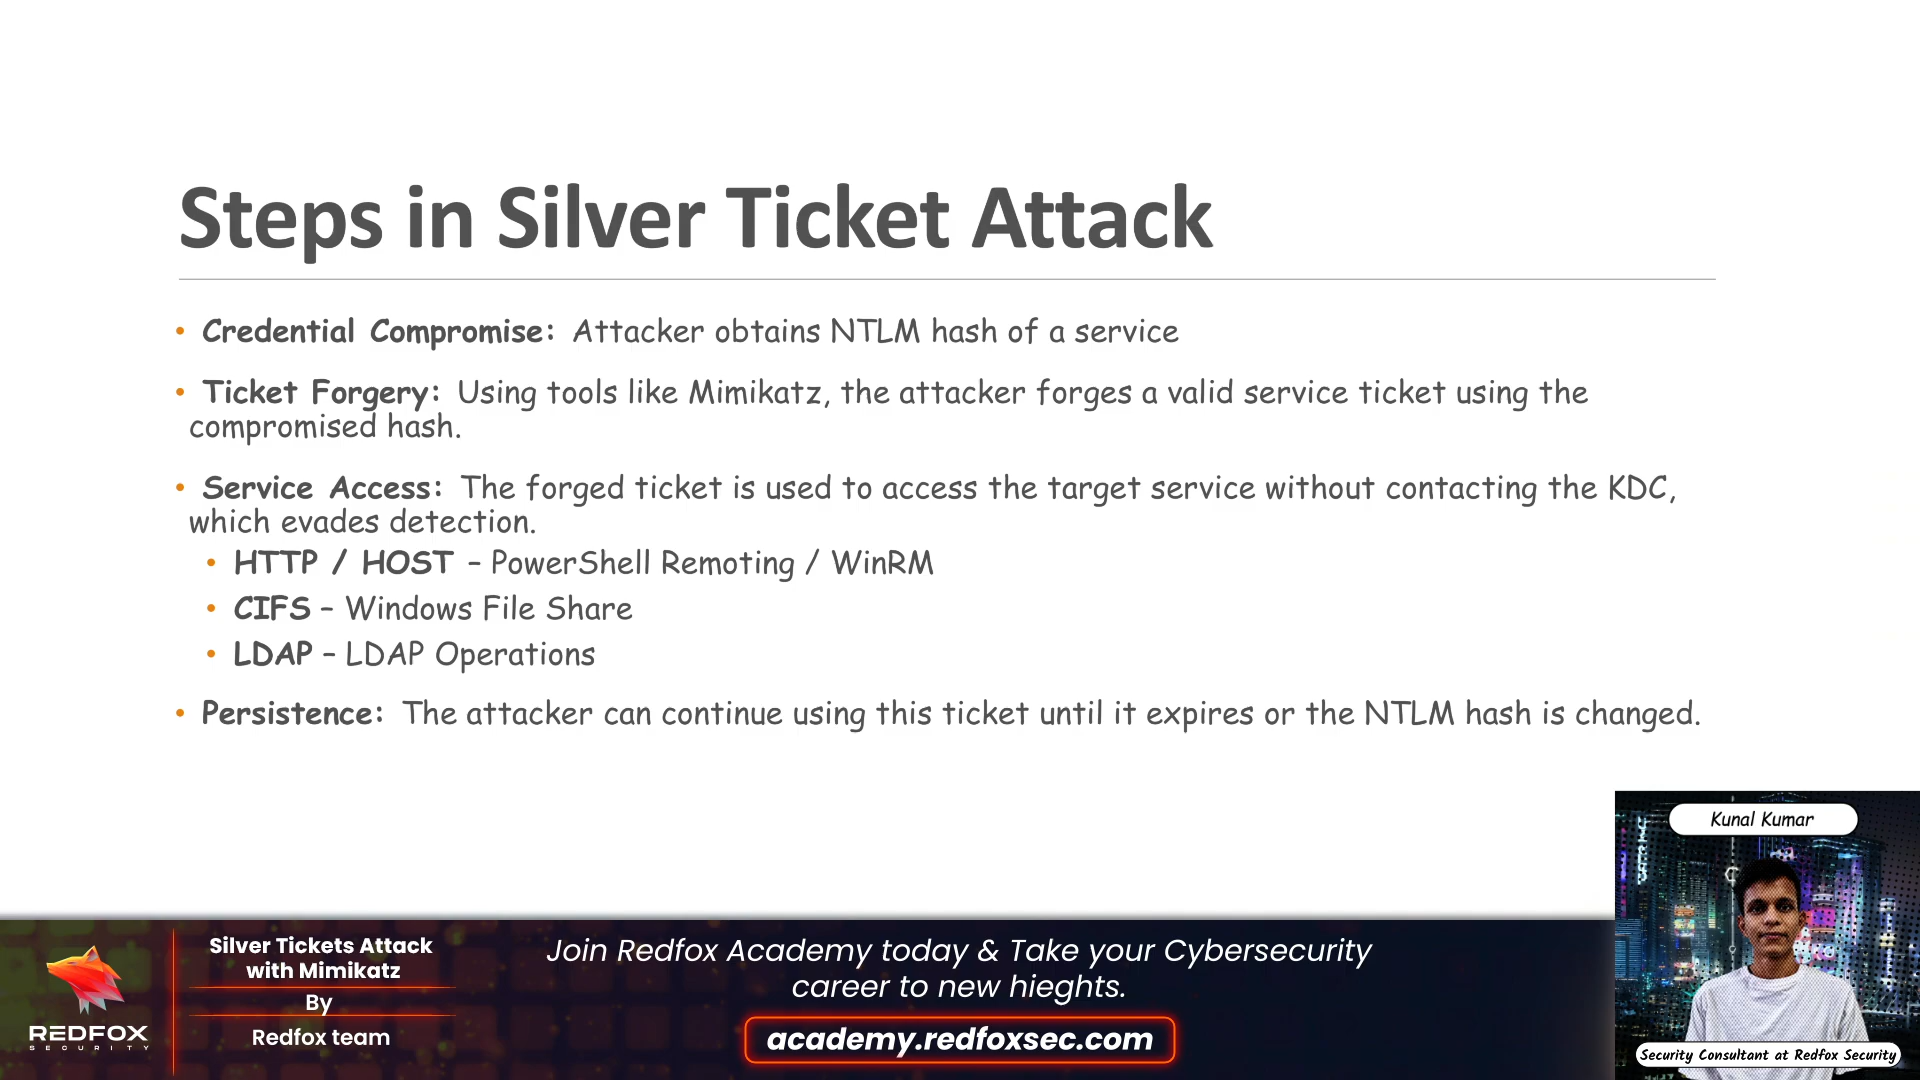 Steps in Silver Ticket Attack
• Credential Compromise: Attacker obtains NTLM hash of a service
• Ticket Forgery: Using tools like Mimikatz, the attacker forges a valid service ticket using the
compromised hash.
• Service Access: The forged ticket is used to access the target service without contacting the KDC,
which evades detection.
• HTTP / HOST – PowerShell Remoting / WinRM
• CIFS – Windows File Share
• LDAP – LDAP Operations
• Persistence: The attacker can continue using this ticket until it expires or the NTLM hash is changed.
Kunal Kumar
Security Consultant at Redfox Security
REDFOX
SECURITY
Silver Tickets Attack
with Mimikatz
By
Redfox team
Join Redfox Academy today & Take your Cybersecurity
career to new hieghts.
academy.redfoxsec.com